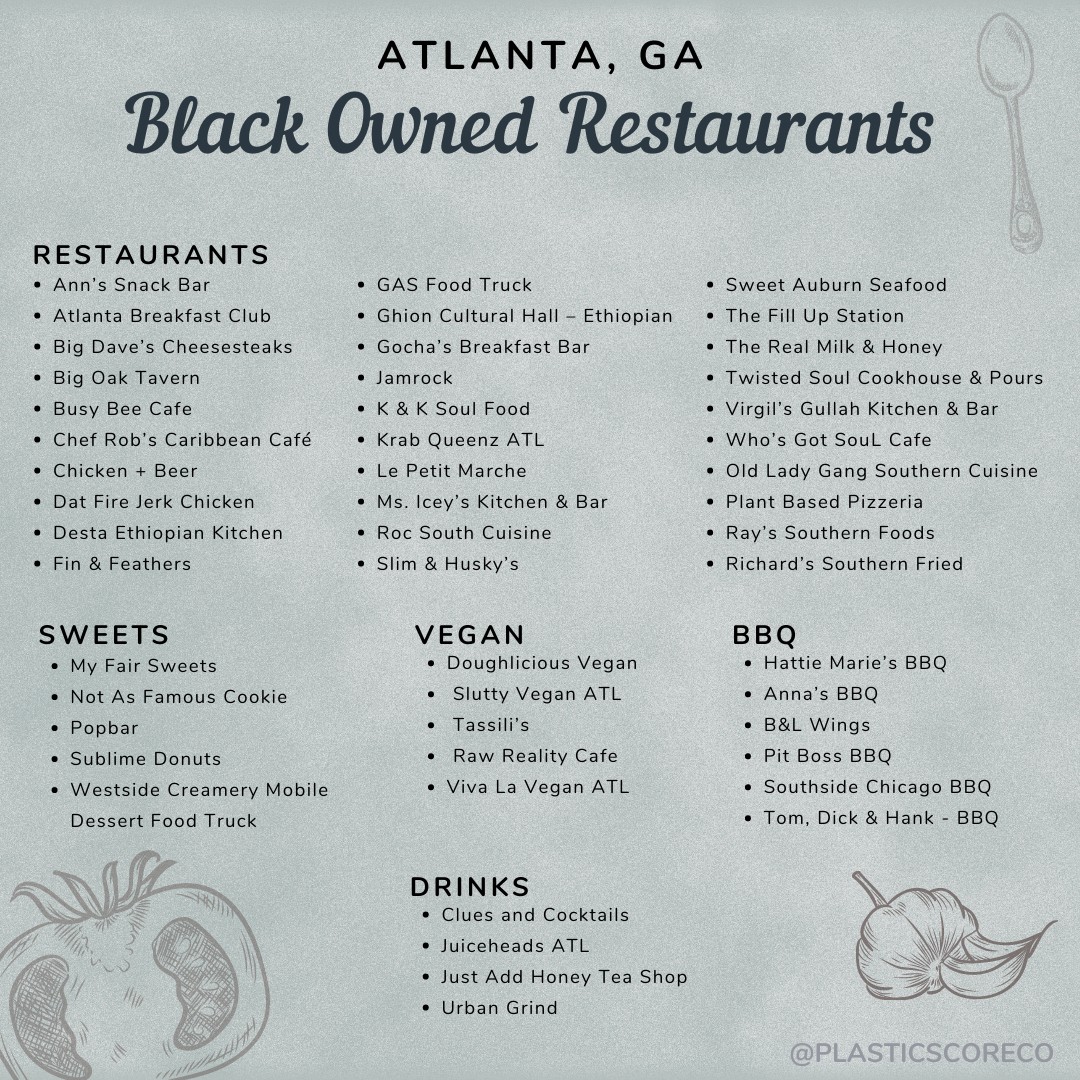 ATLANTA, GA
Black Owned Restaurants
RESTAURANTS
• Ann’s Snack Bar
• Atlanta Breakfast Club
• Big Dave’s Cheesesteaks
• Big Oak Tavern
• Busy Bee Cafe
• Chef Rob’s Caribbean Café
• Chicken + Beer
• Dat Fire Jerk Chicken
• Desta Ethiopian Kitchen
• Fin & Feathers
• GAS Food Truck
• Ghion Cultural Hall – Ethiopian
• Gocha’s Breakfast Bar
• Jamrock
• K & K Soul Food
• Krab Queenz ATL
• Le Petit Marche
• Ms. Icey’s Kitchen & Bar
• Roc South Cuisine
• Slim & Husky’s
• Sweet Auburn Seafood
• The Fill Up Station
• The Real Milk & Honey
• Twisted Soul Cookhouse & Pours
• Virgil’s Gullah Kitchen & Bar
• Who’s Got SouL Cafe
• Old Lady Gang Southern Cuisine
• Plant Based Pizzeria
• Ray’s Southern Foods
• Richard’s Southern Fried
SWEETS
• My Fair Sweets
• Not As Famous Cookie
• Popbar
• Sublime Donuts
• Westside Creamery Mobile
Dessert Food Truck
VEGAN
• Doughlicious Vegan
• Slutty Vegan ATL
• Tassili’s
• Raw Reality Cafe
• Viva La Vegan ATL
BBQ
• Hattie Marie’s BBQ
• Anna’s BBQ
• B&L Wings
• Pit Boss BBQ
• Southside Chicago BBQ
• Tom, Dick & Hank - BBQ
DRINKS
• Clues and Cocktails
• Juiceheads ATL
• Just Add Honey Tea Shop
• Urban Grind
@PLASTICSCORECO